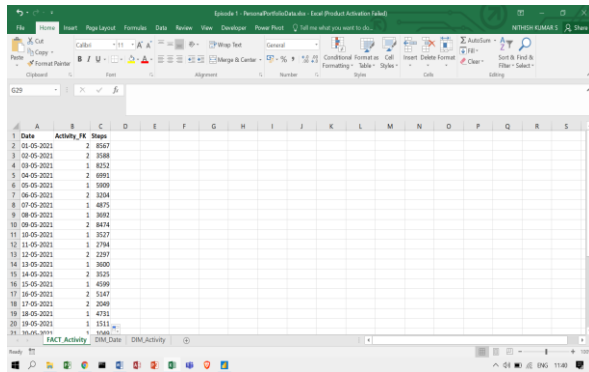 Episode 1 - PersonalPortfolioData.xlsx - Excel (Product Activation Failed)
File Home Insert Page Layout Formulas Data Review View Developer Power Pivot Tell me what you want to do... NITHISH KUMAR S Share
Cut
Copy
Format Painter
Paste
Calibri 11
B I U
Wrap Text
Merge & Center
General
Conditional Formatting
Format as Table
Cell Styles
Insert Delete Format
AutoSum
Fill
Clear
Sort & Filter
Find & Select
Clipboard Font Alignment Number Styles Cells Editing
G29
A B C D E F G H I J K L M N O P Q R S
1 Date Activity_FK Steps
2 01-05-2021 2 8567
3 02-05-2021 2 3588
4 03-05-2021 1 8252
5 04-05-2021 2 6991
6 05-05-2021 1 5909
7 06-05-2021 2 3204
8 07-05-2021 1 4875
9 08-05-2021 1 3692
10 09-05-2021 2 8474
11 10-05-2021 1 3527
12 11-05-2021 1 2794
13 12-05-2021 2 2297
14 13-05-2021 1 3600
15 14-05-2021 2 3525
16 15-05-2021 1 4599
17 16-05-2021 2 5147
18 17-05-2021 2 2049
19 18-05-2021 1 4731
20 19-05-2021 1 1511
21 20-05-2021 1 1049
FACT_Activity DIM_Date DIM_Activity
Ready
ENG 11:40